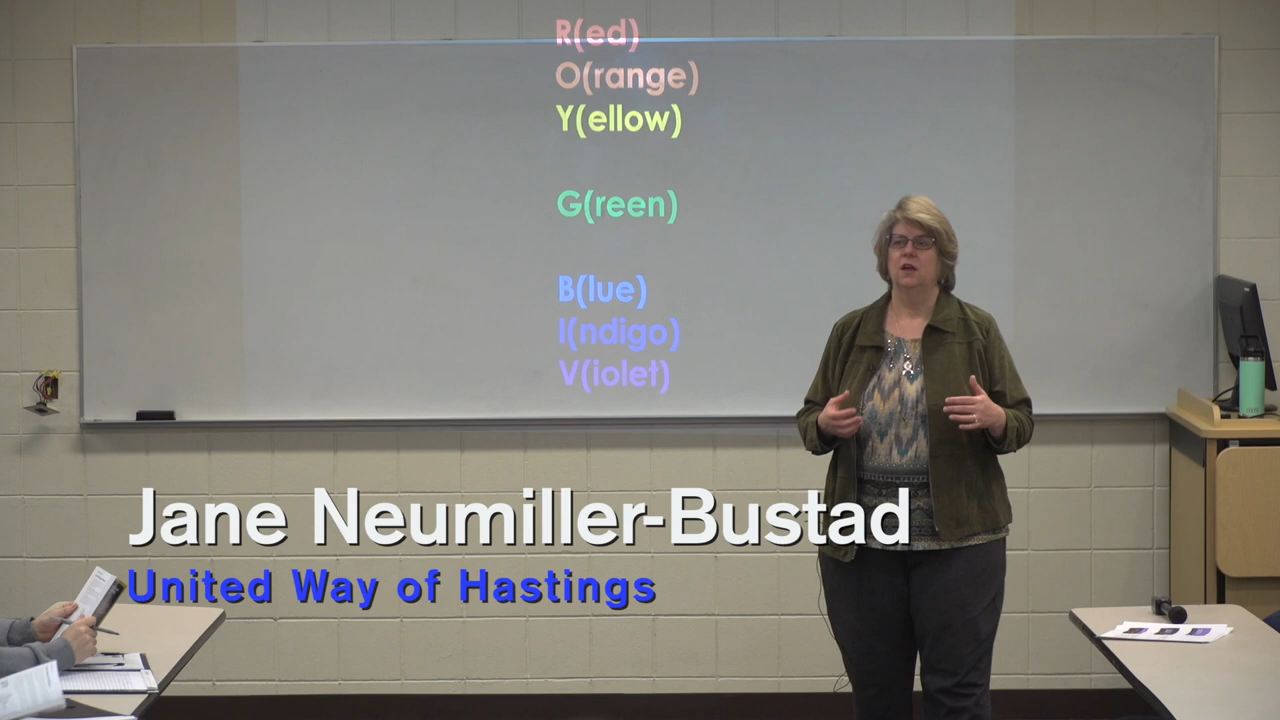 R(ed)
O(range)
Y(ellow)
G(reen)
B(lue)
I(ndigo)
V(iolet)
Jane Neumiller-Bustad
United Way of Hastings